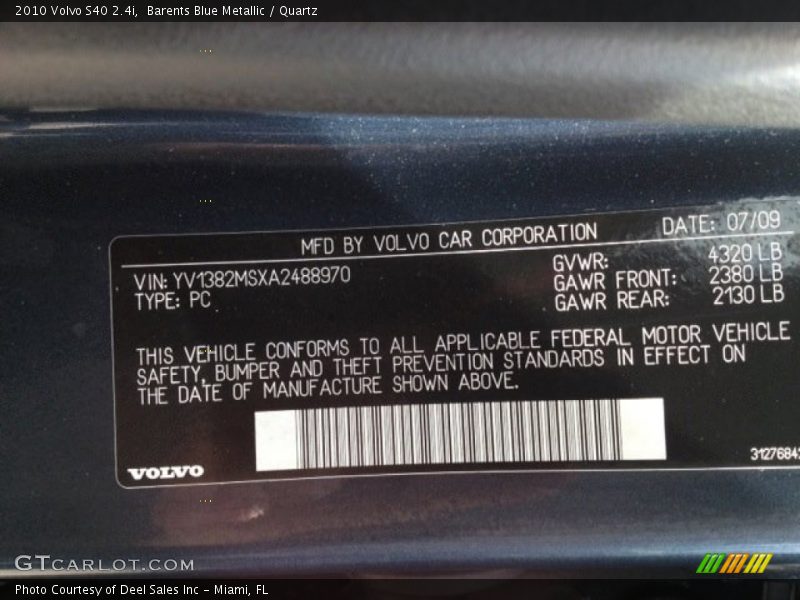 2010 Volvo S40 2.4i, Barents Blue Metallic / Quartz
MFD BY VOLVO CAR CORPORATION DATE: 07/09
VIN: YV1382MSXA2488970
TYPE: PC
GVWR: 4320 LB
GAWR FRONT: 2380 LB
GAWR REAR: 2130 LB
THIS VEHICLE CONFORMS TO ALL APPLICABLE FEDERAL MOTOR VEHICLE
SAFETY, BUMPER AND THEFT PREVENTION STANDARDS IN EFFECT ON
THE DATE OF MANUFACTURE SHOWN ABOVE.
VOLVO
GTCARLOT.COM
Photo Courtesy of Deel Sales Inc - Miami, FL